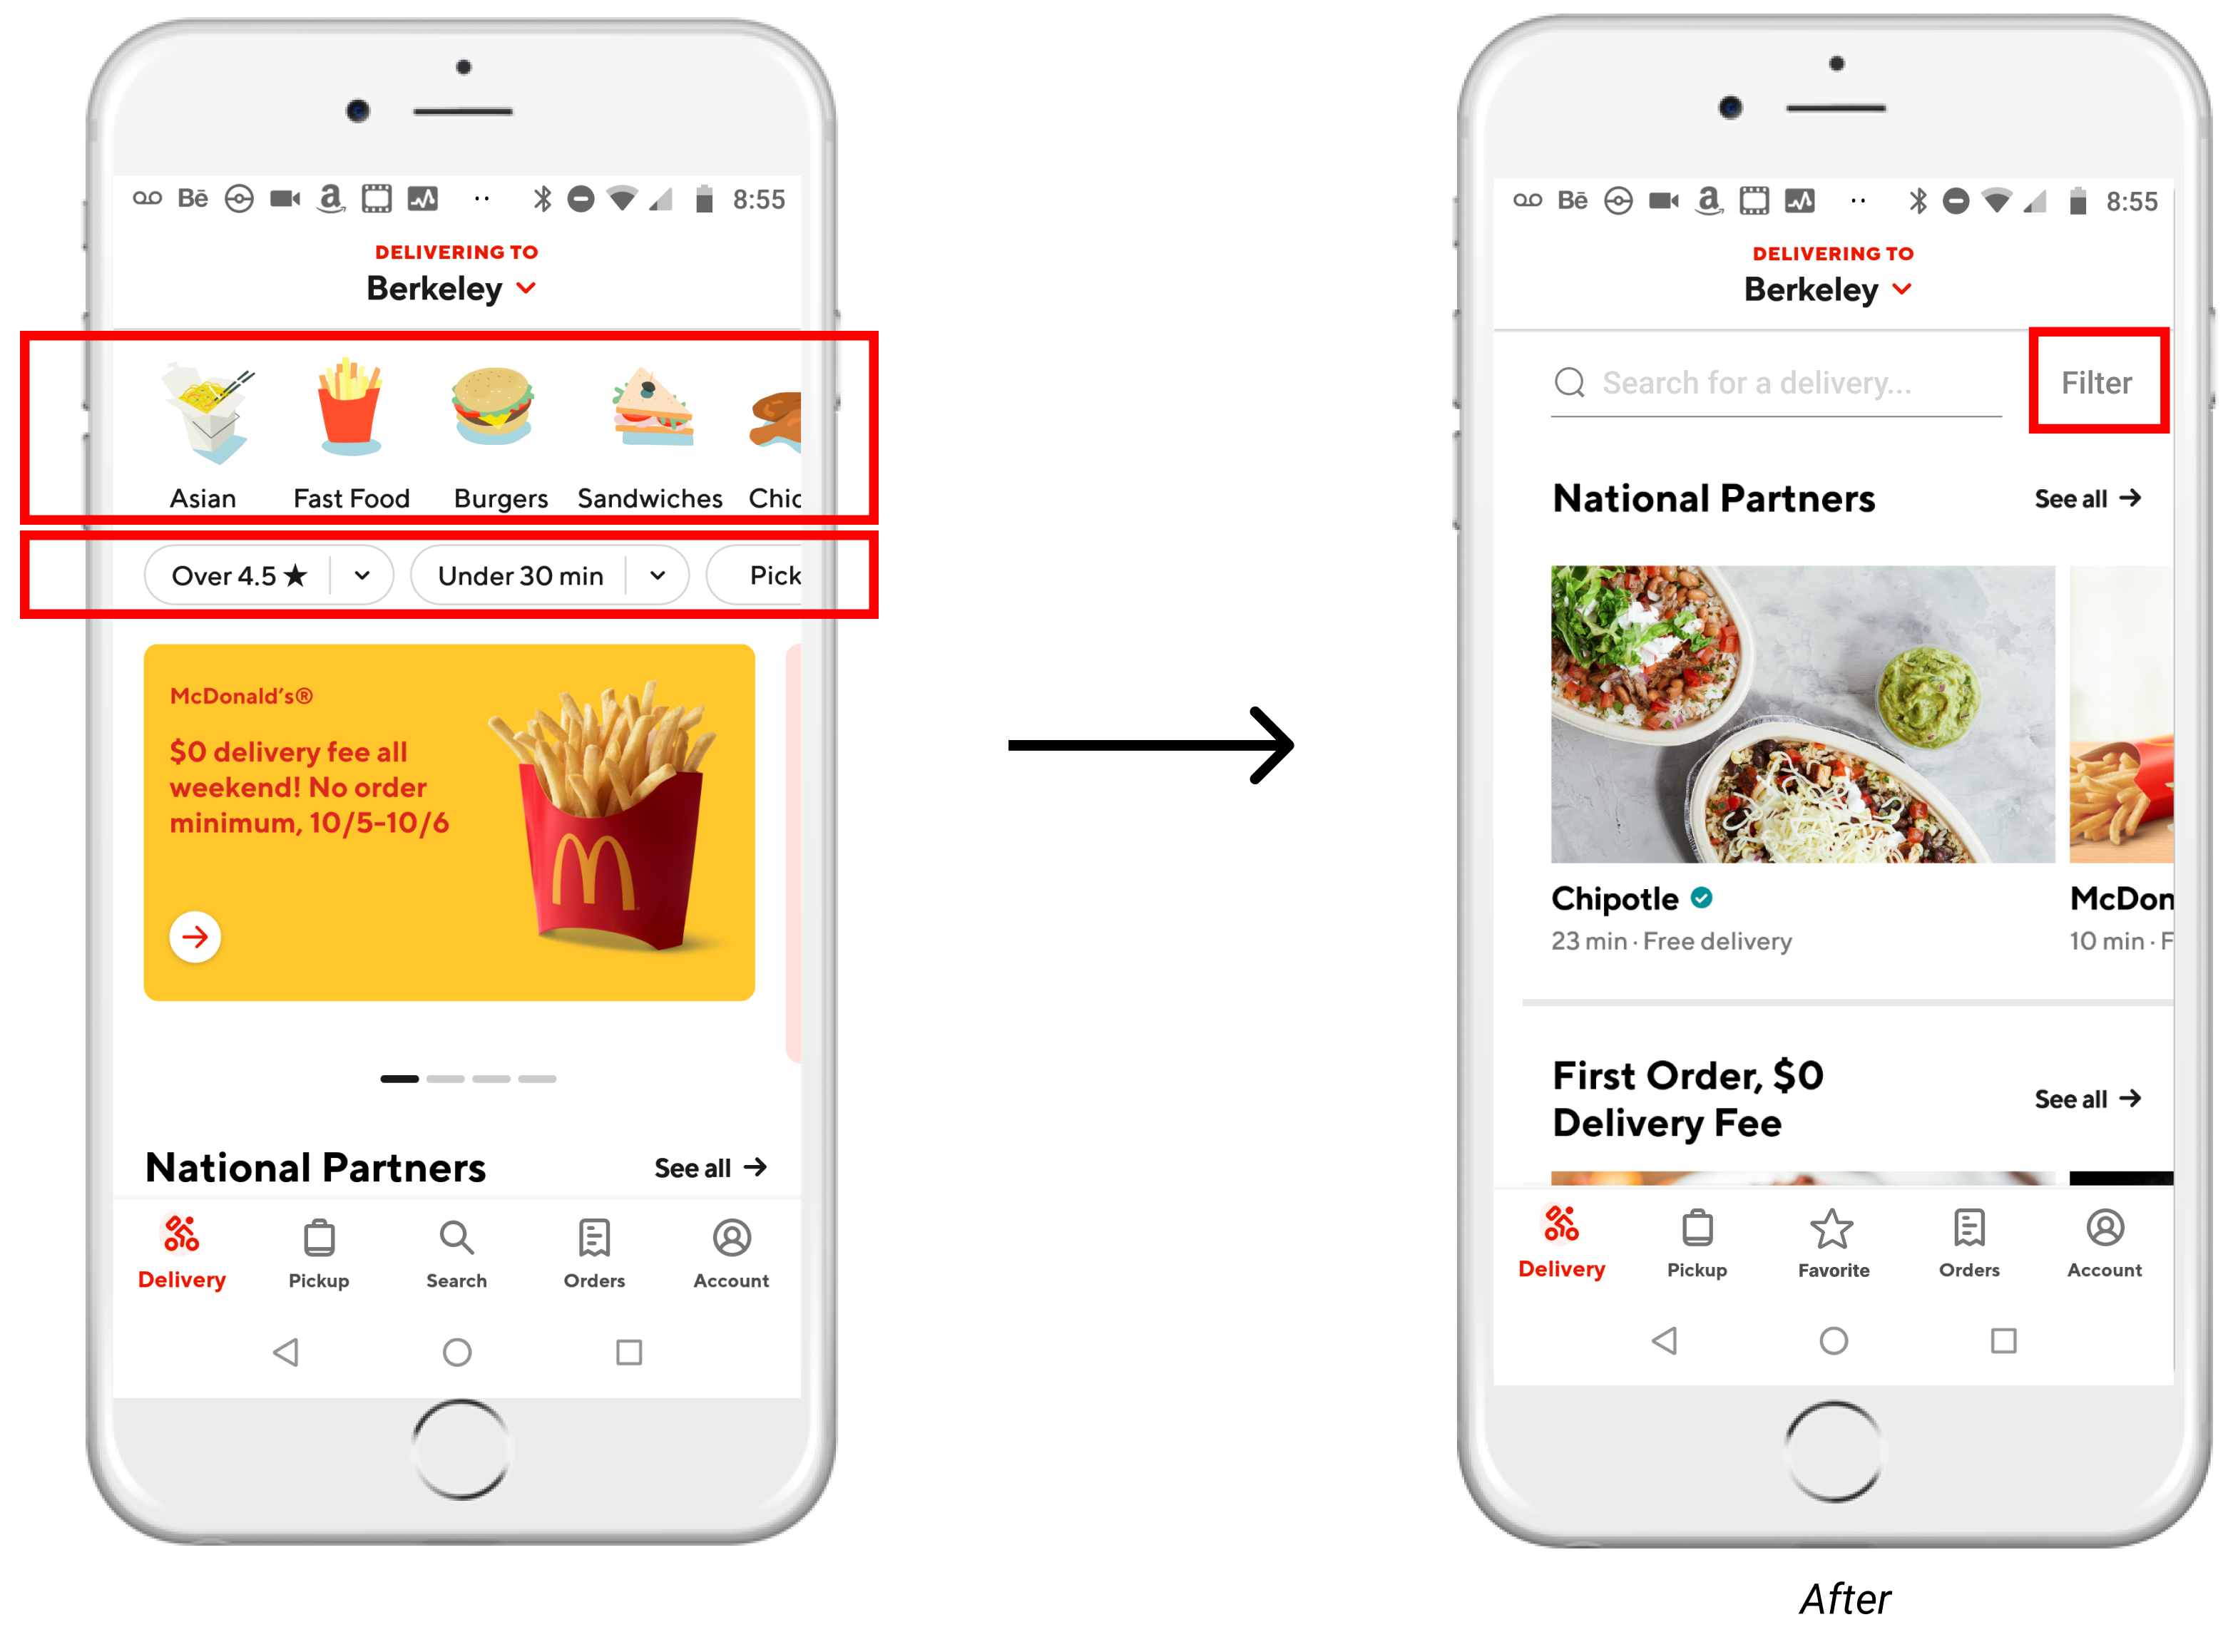 Bē 8:55
DELIVERING TO
Berkeley
Asian Fast Food Burgers Sandwiches Chic
Over 4.5 ★ Under 30 min Pick
McDonald's®
$0 delivery fee all
weekend! No order
minimum, 10/5-10/6
National Partners See all →
Delivery Pickup Search Orders Account
Bē 8:55
DELIVERING TO
Berkeley
Search for a delivery... Filter
National Partners See all →
Chipotle McDon
23 min · Free delivery 10 min · F
First Order, $0
Delivery Fee See all →
Delivery Pickup Favorite Orders Account
After